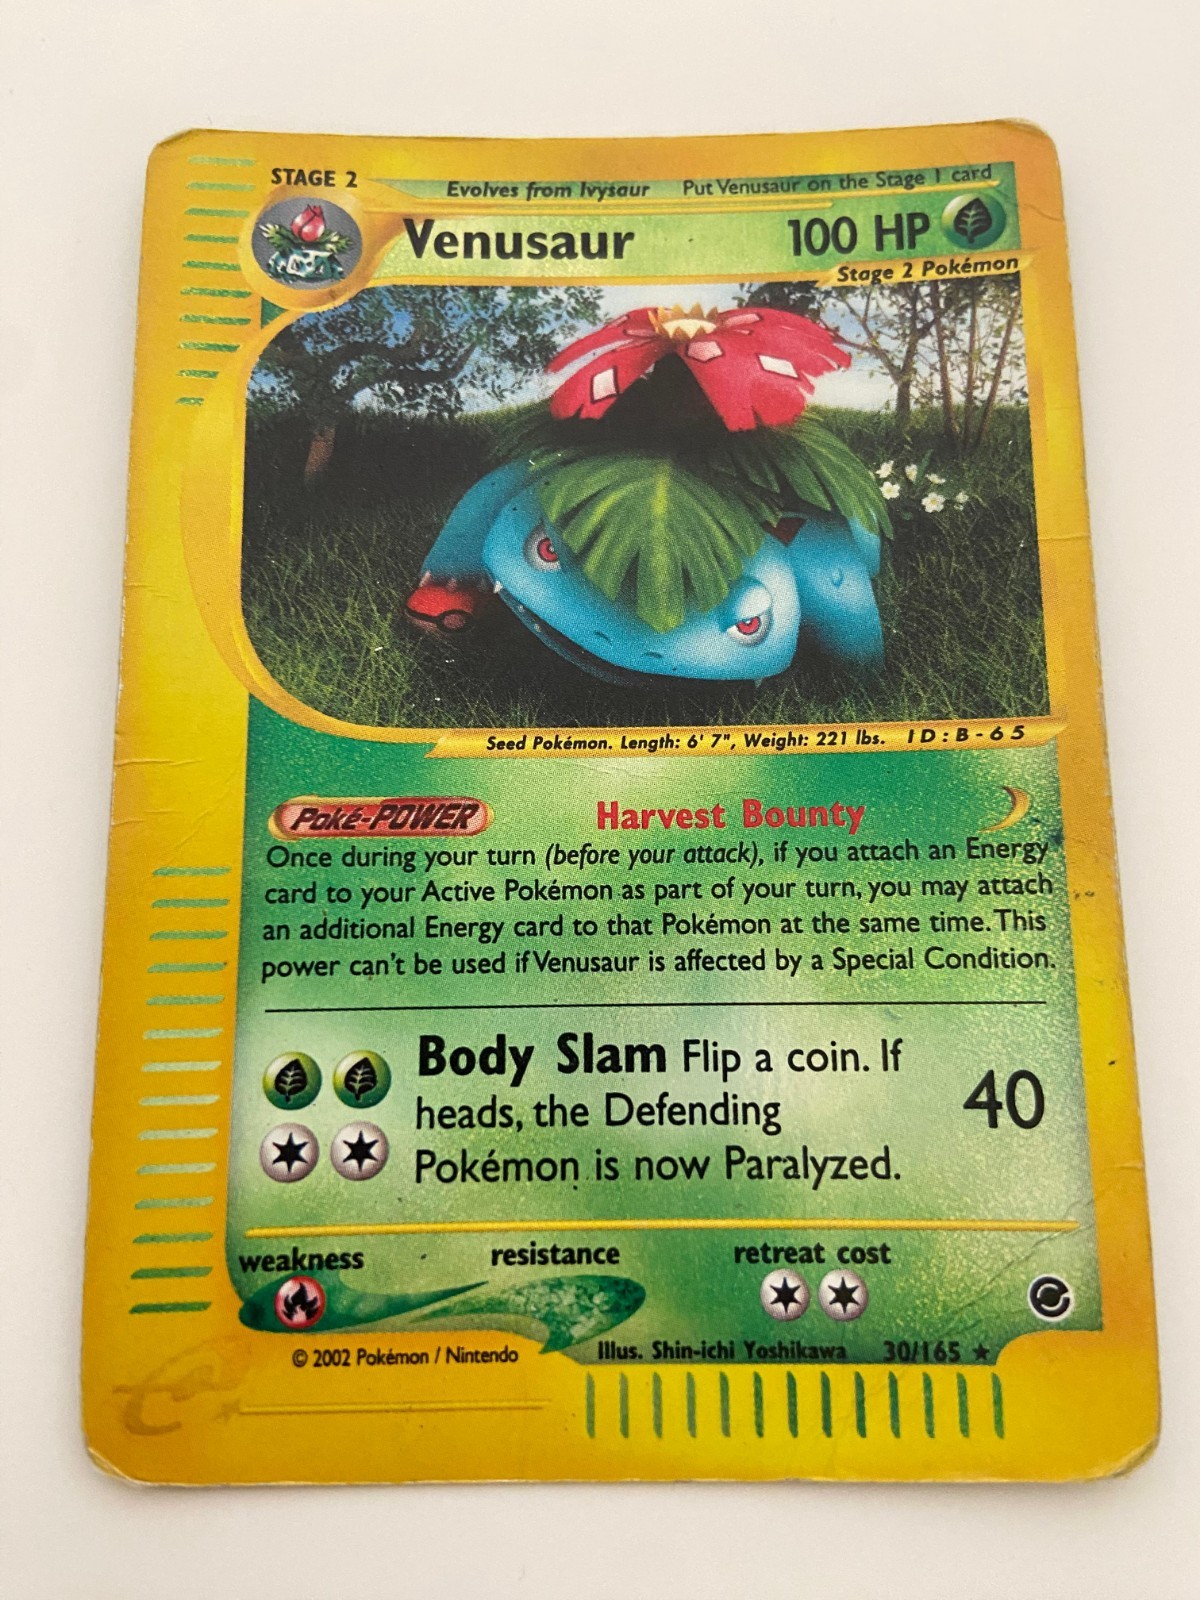 STAGE 2
Evolves from Ivysaur Put Venusaur on the Stage 1 card
Venusaur 100 HP
Stage 2 Pokémon
Seed Pokémon. Length: 6' 7", Weight: 221 lbs. ID:B-65
Poké-POWER Harvest Bounty
Once during your turn (before your attack), if you attach an Energy
card to your Active Pokémon as part of your turn, you may attach
an additional Energy card to that Pokémon at the same time. This
power can't be used if Venusaur is affected by a Special Condition.
Body Slam Flip a coin. If
heads, the Defending
Pokémon is now Paralyzed.
40
weakness resistance retreat cost
© 2002 Pokémon / Nintendo
Illus. Shin-ichi Yoshikawa 30/165 ★